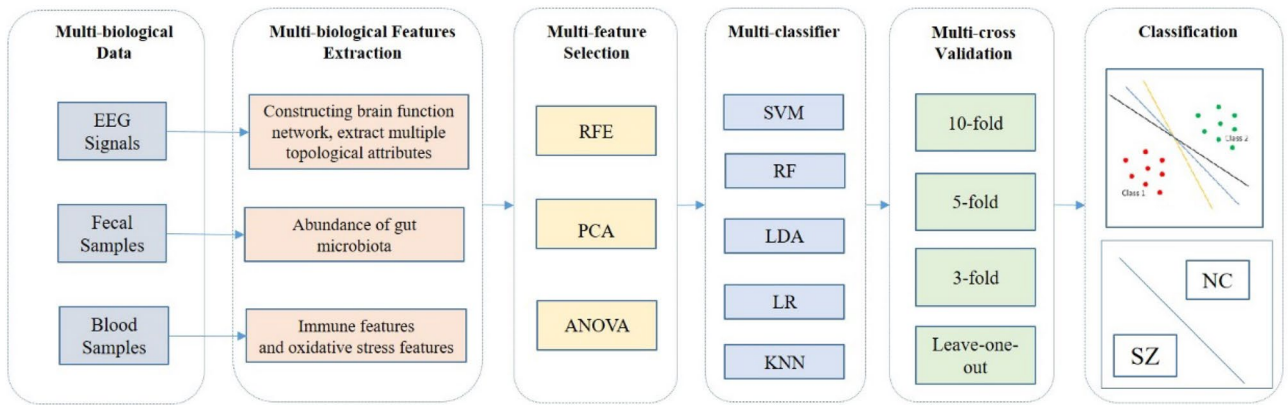 Multi-biological
Data
EEG
Signals
Fecal
Samples
Blood
Samples
Multi-biological Features
Extraction
Constructing brain function
network, extract multiple
topological attributes
Abundance of gut
microbiota
Immune features
and oxidative stress features
Multi-feature
Selection
RFE
PCA
ANOVA
Multi-classifier
SVM
RF
LDA
LR
KNN
Multi-cross
Validation
10-fold
5-fold
3-fold
Leave-one-
out
Classification
Class 2
Class 1
NC
SZ